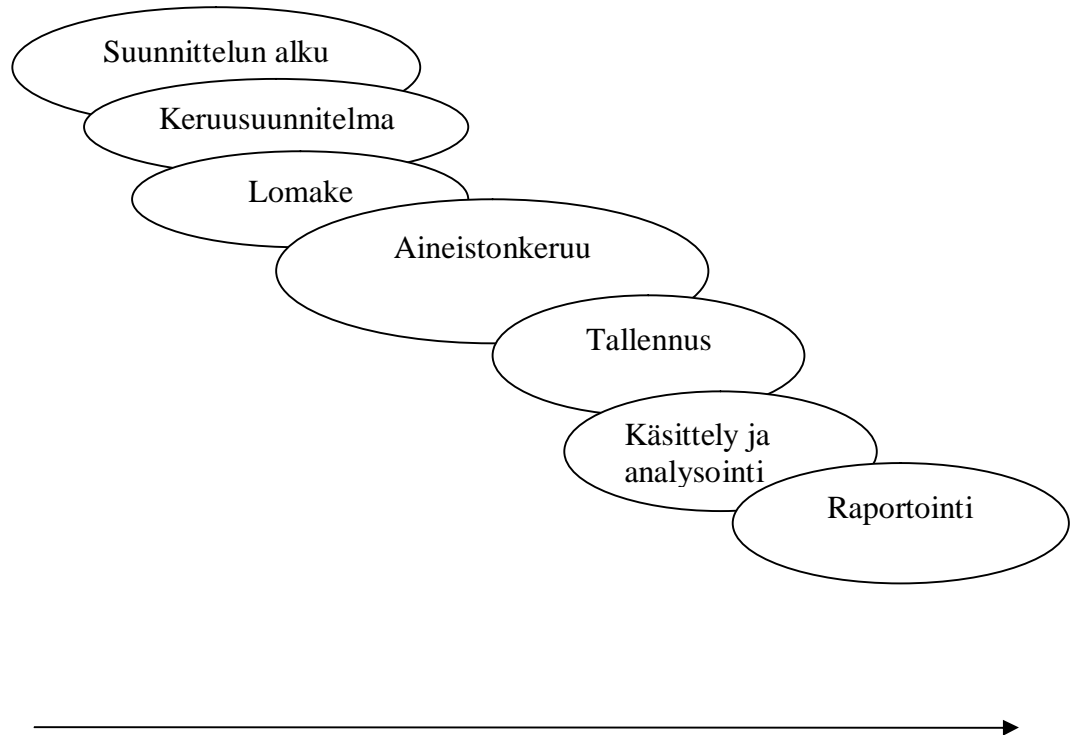 Suunnittelun alku
Keruusuunnitelma
Lomake
Aineistonkeruu
Tallennus
Käsittely ja
analysointi
Raportointi